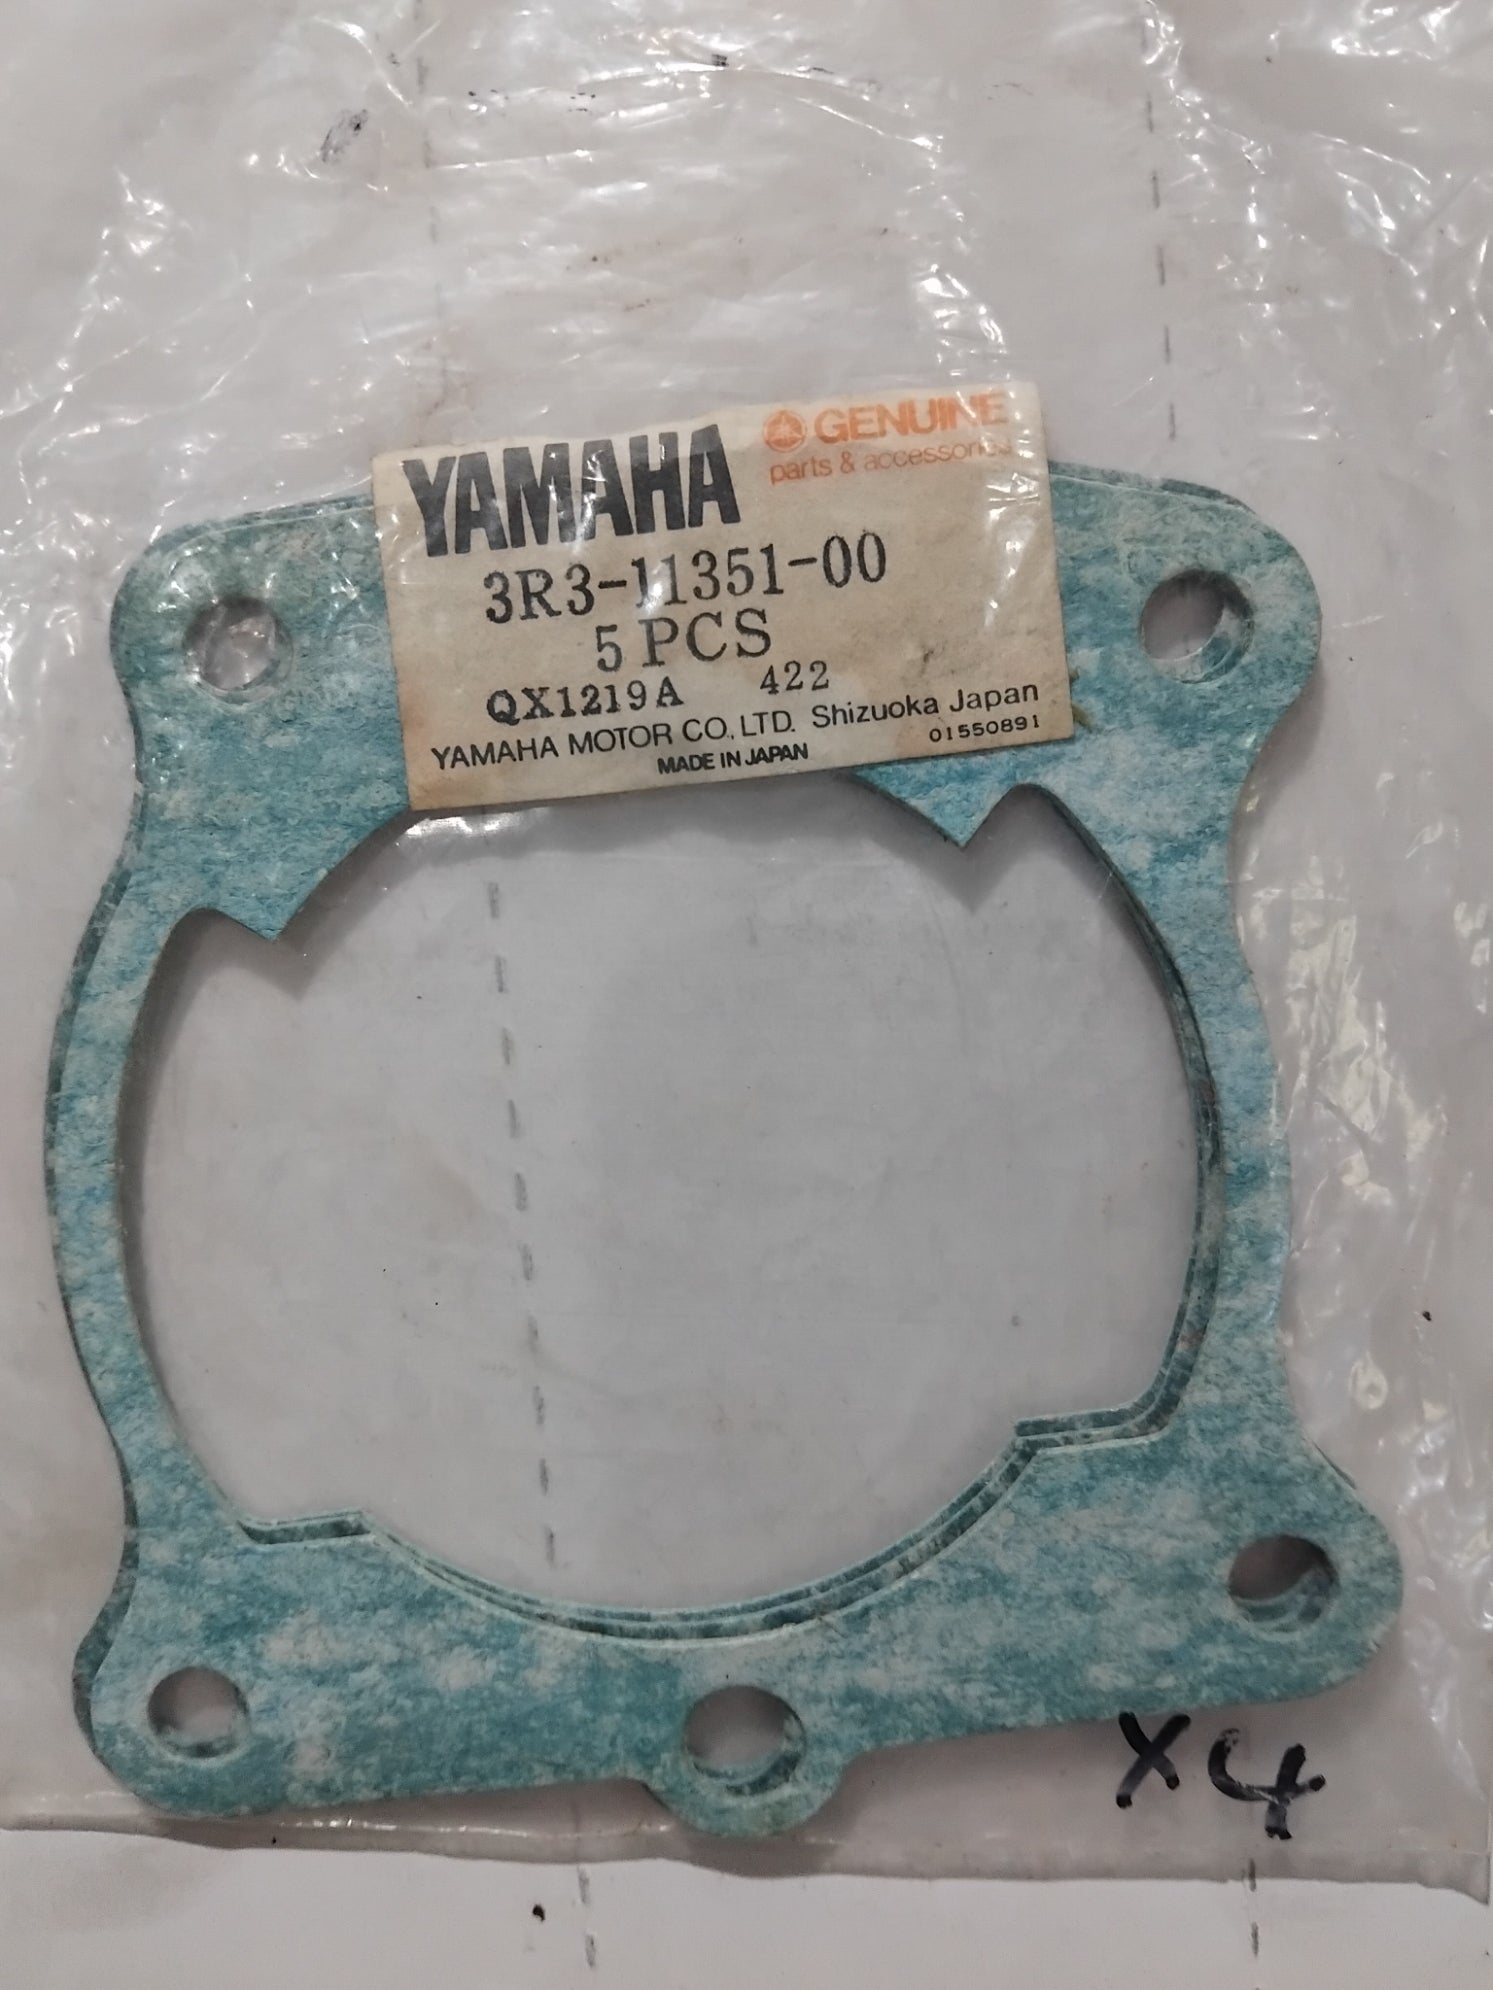 YAMAHA GENUINE
parts & accessories
3R3-11351-00
5 PCS
QX1219A 422
YAMAHA MOTOR CO., LTD. Shizuoka Japan
MADE IN JAPAN 01550891
X4